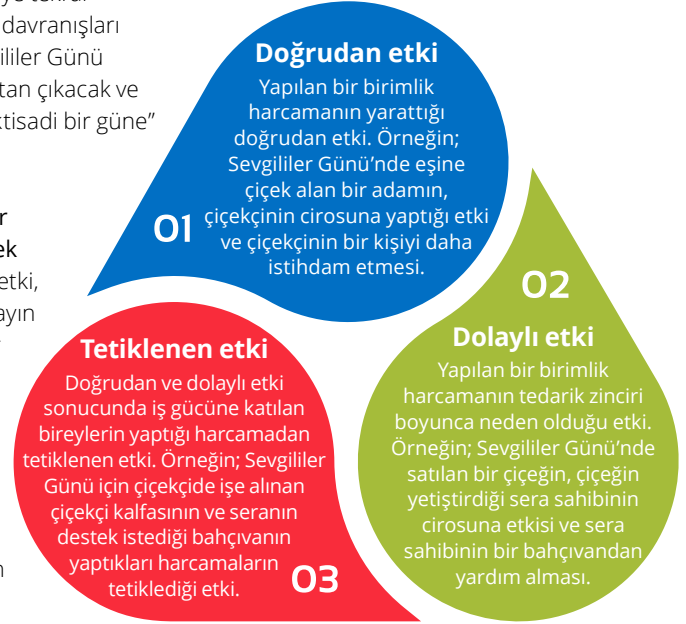 davranışları
ililer Günü
tan çıkacak ve
ktisadi bir güne”
r
ek
etki,
ayın
Doğrudan etki
Yapılan bir birimlik
harcamanın yarattığı
doğrudan etki. Örneğin;
Sevgililer Günü’nde eşine
çiçek alan bir adamın,
çiçekçinin cirosuna yaptığı etki
ve çiçekçinin bir kişiyi daha
istihdam etmesi.
01
02
Dolaylı etki
Yapılan bir birimlik
harcamanın tedarik zinciri
boyunca neden olduğu etki.
Örneğin; Sevgililer Günü’nde
satılan bir çiçeğin, çiçeğin
yetiştirdiği sera sahibinin
cirosuna etkisi ve sera
sahibinin bir bahçıvandan
yardım alması.
Tetiklenen etki
Doğrudan ve dolaylı etki
sonucunda iş gücüne katılan
bireylerin yaptığı harcamadan
tetiklenen etki. Örneğin; Sevgililer
Günü için çiçekçide işe alınan
çiçekçi kalfasının ve seranın
destek istediği bahçıvanın
yaptıkları harcamaların
tetiklediği etki.
03